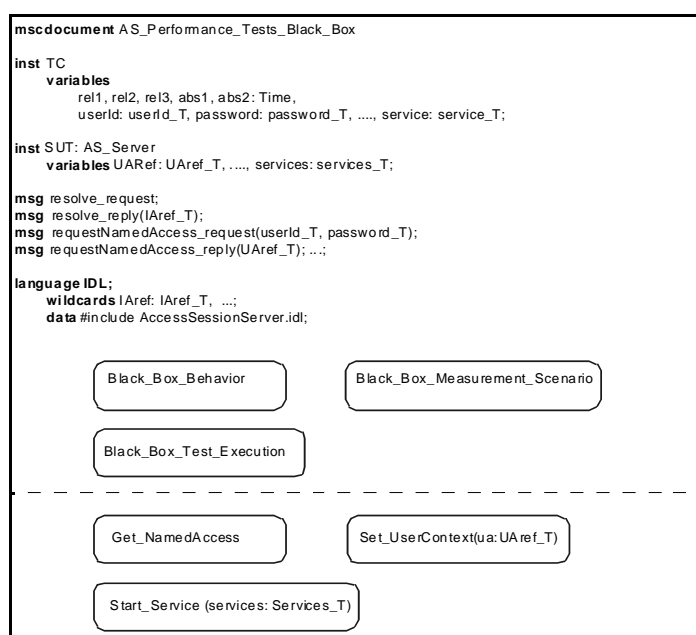 mscdocument AS_Performance_Tests_Black_Box
inst TC
variables
rel1, rel2, rel3, abs1, abs2: Time,
userId: userId_T, password: password_T, ...., service: service_T;
inst SUT: AS_Server
variables UARef: UAref_T, ...., services: services_T;
msg resolve_request;
msg resolve_reply(IAref_T);
msg requestNamedAccess_request(userId_T, password_T);
msg requestNamedAccess_reply(UAref_T); ...;
language IDL;
wildcards IAref: IAref_T, ...;
data #include AccessSessionServer.idl;
Black_Box_Behavior
Black_Box_Measurement_Scenario
Black_Box_Test_Execution
Get_NamedAccess
Set_UserContext(ua:UAref_T)
Start_Service (services: Services_T)